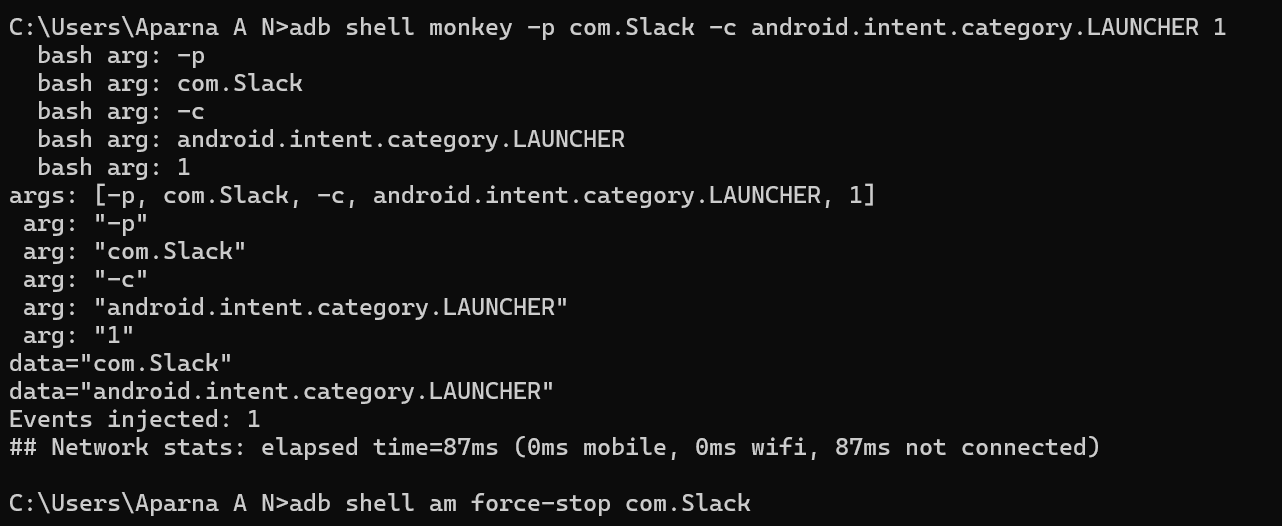 C:\Users\Aparna A N>adb shell monkey -p com.Slack -c android.intent.category.LAUNCHER 1
  bash arg: -p
  bash arg: com.Slack
  bash arg: -c
  bash arg: android.intent.category.LAUNCHER
  bash arg: 1
args: [-p, com.Slack, -c, android.intent.category.LAUNCHER, 1]
 arg: "-p"
 arg: "com.Slack"
 arg: "-c"
 arg: "android.intent.category.LAUNCHER"
 arg: "1"
data="com.Slack"
data="android.intent.category.LAUNCHER"
Events injected: 1
## Network stats: elapsed time=87ms (0ms mobile, 0ms wifi, 87ms not connected)
C:\Users\Aparna A N>adb shell am force-stop com.Slack